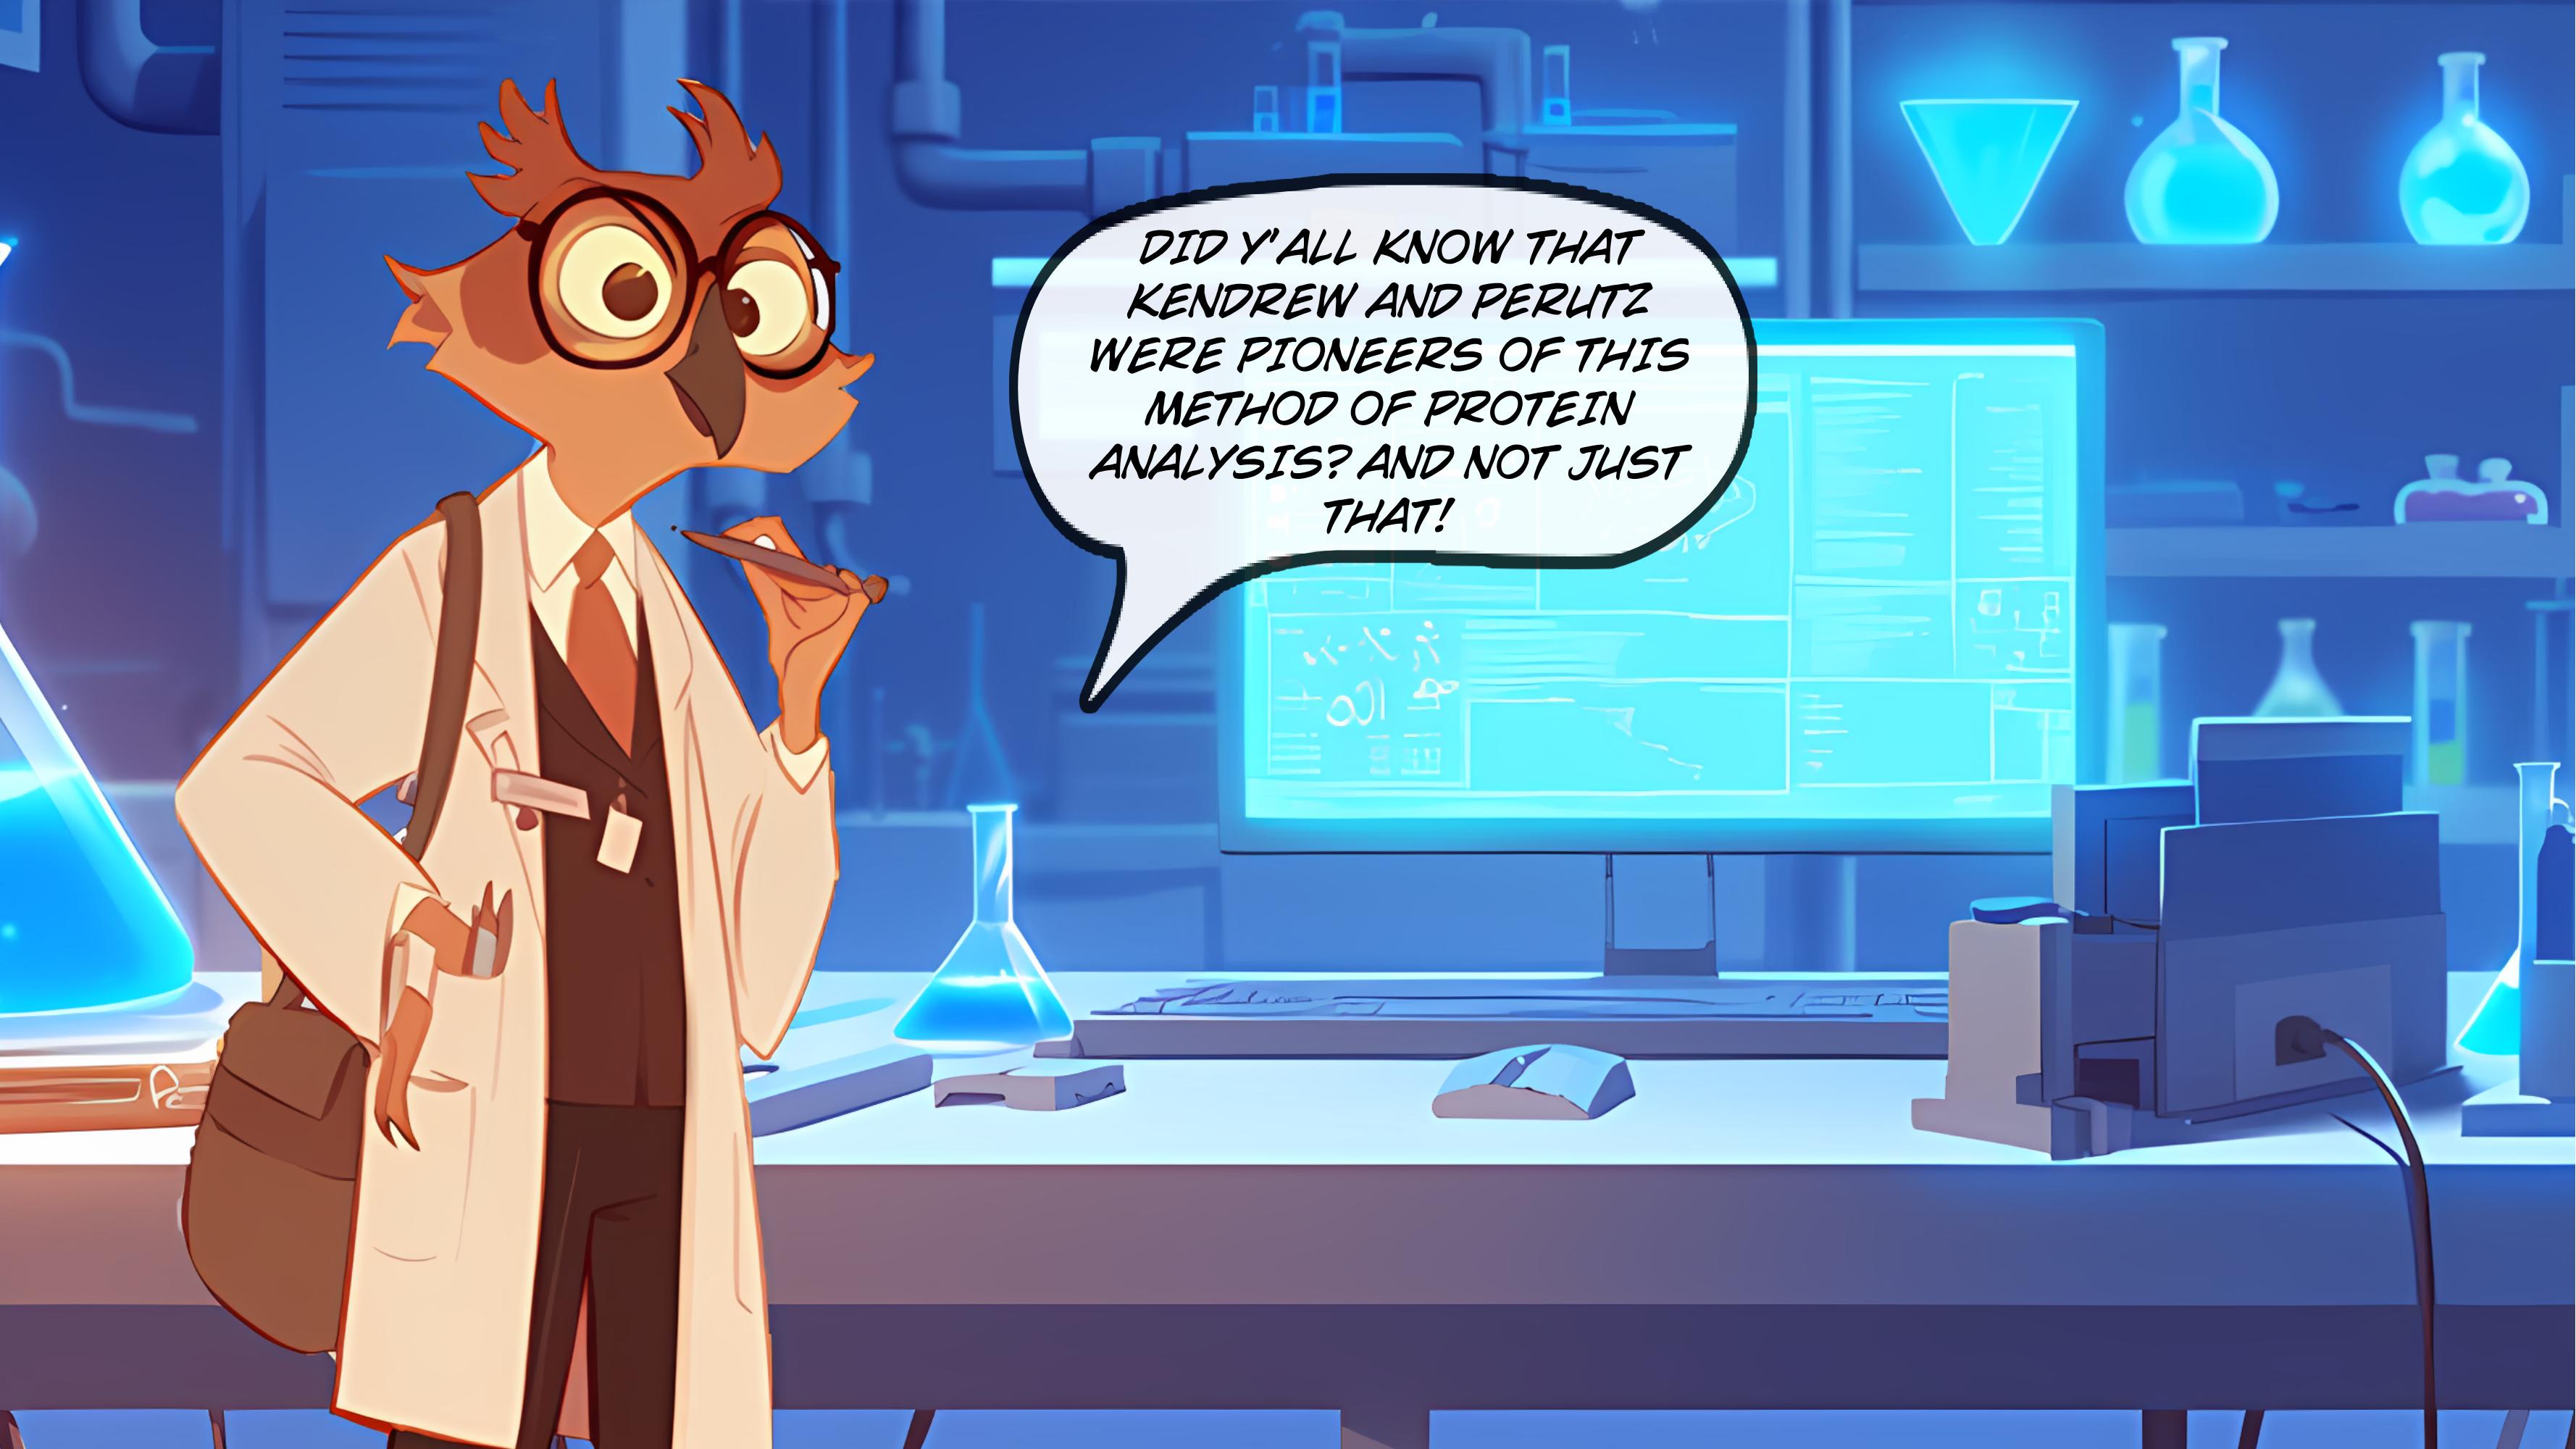 DID Y'ALL KNOW THAT
KENDREW AND PERUTZ
WERE PIONEERS OF THIS
METHOD OF PROTEIN
ANALYSIS? AND NOT JUST
THAT!